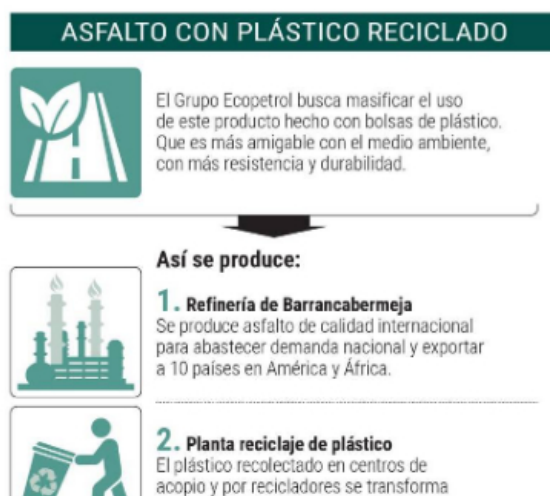 ASFALTO CON PLÁSTICO RECICLADO
El Grupo Ecopetrol busca masificar el uso
de este producto hecho con bolsas de plástico.
Que es más amigable con el medio ambiente,
con más resistencia y durabilidad.
Así se produce:
1. Refinería de Barrancabermeja
Se produce asfalto de calidad internacional
para abastecer demanda nacional y exportar
a 10 países en América y África.
2. Planta reciclaje de plástico
El plástico recolectado en centros de
acopio y por recicladores se transforma